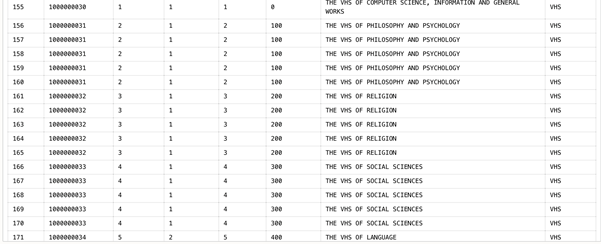 155 1000000030 1 1 1 0 THE VHS OF COMPUTER SCIENCE, INFORMATION AND GENERAL WORKS VHS
156 1000000031 2 1 2 100 THE VHS OF PHILOSOPHY AND PSYCHOLOGY VHS
157 1000000031 2 1 2 100 THE VHS OF PHILOSOPHY AND PSYCHOLOGY VHS
158 1000000031 2 1 2 100 THE VHS OF PHILOSOPHY AND PSYCHOLOGY VHS
159 1000000031 2 1 2 100 THE VHS OF PHILOSOPHY AND PSYCHOLOGY VHS
160 1000000031 2 1 2 100 THE VHS OF PHILOSOPHY AND PSYCHOLOGY VHS
161 1000000032 3 1 3 200 THE VHS OF RELIGION VHS
162 1000000032 3 1 3 200 THE VHS OF RELIGION VHS
163 1000000032 3 1 3 200 THE VHS OF RELIGION VHS
164 1000000032 3 1 3 200 THE VHS OF RELIGION VHS
165 1000000032 3 1 3 200 THE VHS OF RELIGION VHS
166 1000000033 4 1 4 300 THE VHS OF SOCIAL SCIENCES VHS
167 1000000033 4 1 4 300 THE VHS OF SOCIAL SCIENCES VHS
168 1000000033 4 1 4 300 THE VHS OF SOCIAL SCIENCES VHS
169 1000000033 4 1 4 300 THE VHS OF SOCIAL SCIENCES VHS
170 1000000033 4 1 4 300 THE VHS OF SOCIAL SCIENCES VHS
171 1000000034 5 2 5 400 THE VHS OF LANGUAGE VHS